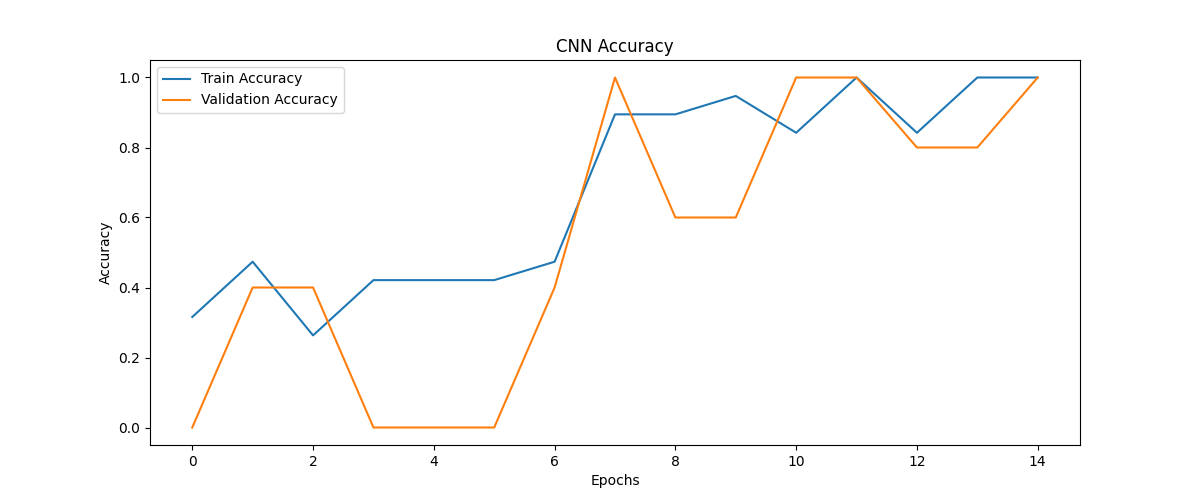 CNN Accuracy
Train Accuracy
Validation Accuracy
1.0
0.8
0.6
0.4
0.2
0.0
Accuracy
0 2 4 6 8 10 12 14
Epochs